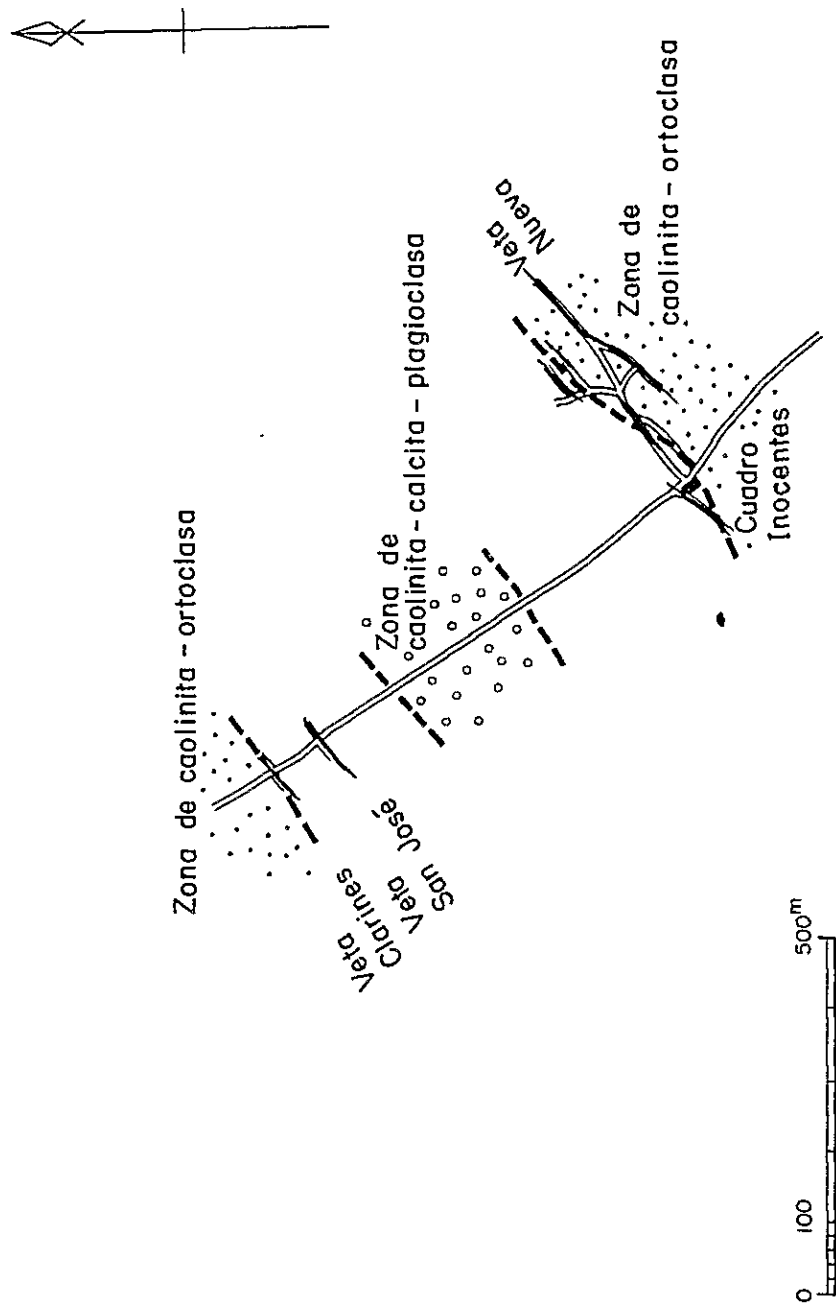 Zona de caolinita - ortoclasa
Veta
Clarines
Veta
San José
Zona de
caolinita - calcita - plagioclasa
Veta
Nueva
Zona de
caolinita - ortoclasa
Cuadro
Inocentes
0 100 500m